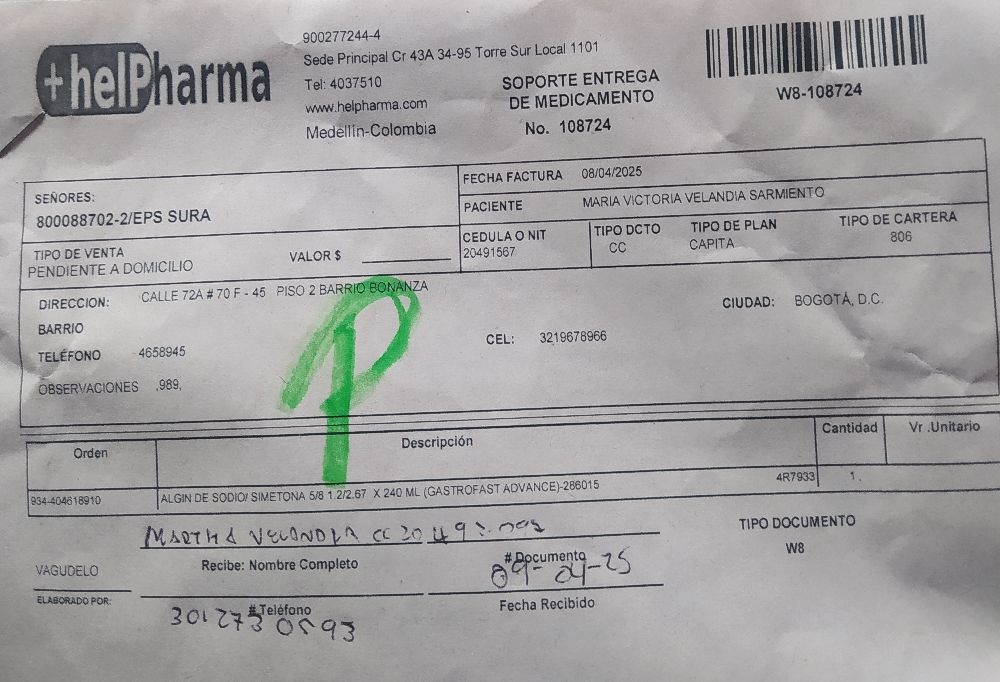 +helPharma
900277244-4
Sede Principal Cr 43A 34-95 Torre Sur Local 1101
Tel: 4037510
www.helpharma.com
Medellín-Colombia
SOPORTE ENTREGA
DE MEDICAMENTO
No. 108724
W8-108724
SEÑORES:
800088702-2/EPS SURA
FECHA FACTURA 08/04/2025
PACIENTE MARIA VICTORIA VELANDIA SARMIENTO
TIPO DE VENTA
PENDIENTE A DOMICILIO
VALOR $
CEDULA O NIT
20491567
TIPO DCTO
CC
TIPO DE PLAN
CAPITA
TIPO DE CARTERA
806
DIRECCION: CALLE 72A # 70 F - 45 PISO 2 BARRIO BONANZA
CIUDAD: BOGOTÁ, D.C.
BARRIO
TELÉFONO 4658945
CEL: 3219678966
OBSERVACIONES ,989,
P
Orden Descripción Cantidad Vr .Unitario
934-404618910 ALGIN DE SODIO/ SIMETONA 5/8 1.2/2.67 X 240 ML (GASTROFAST ADVANCE)-286015 4R7933 1.
MARTHA VELANDIA CC
Recibe: Nombre Completo
#Documento
09-04-25
Fecha Recibido
TIPO DOCUMENTO
W8
VAGUDELO
ELABORADO POR:
#Teléfono
3012730593